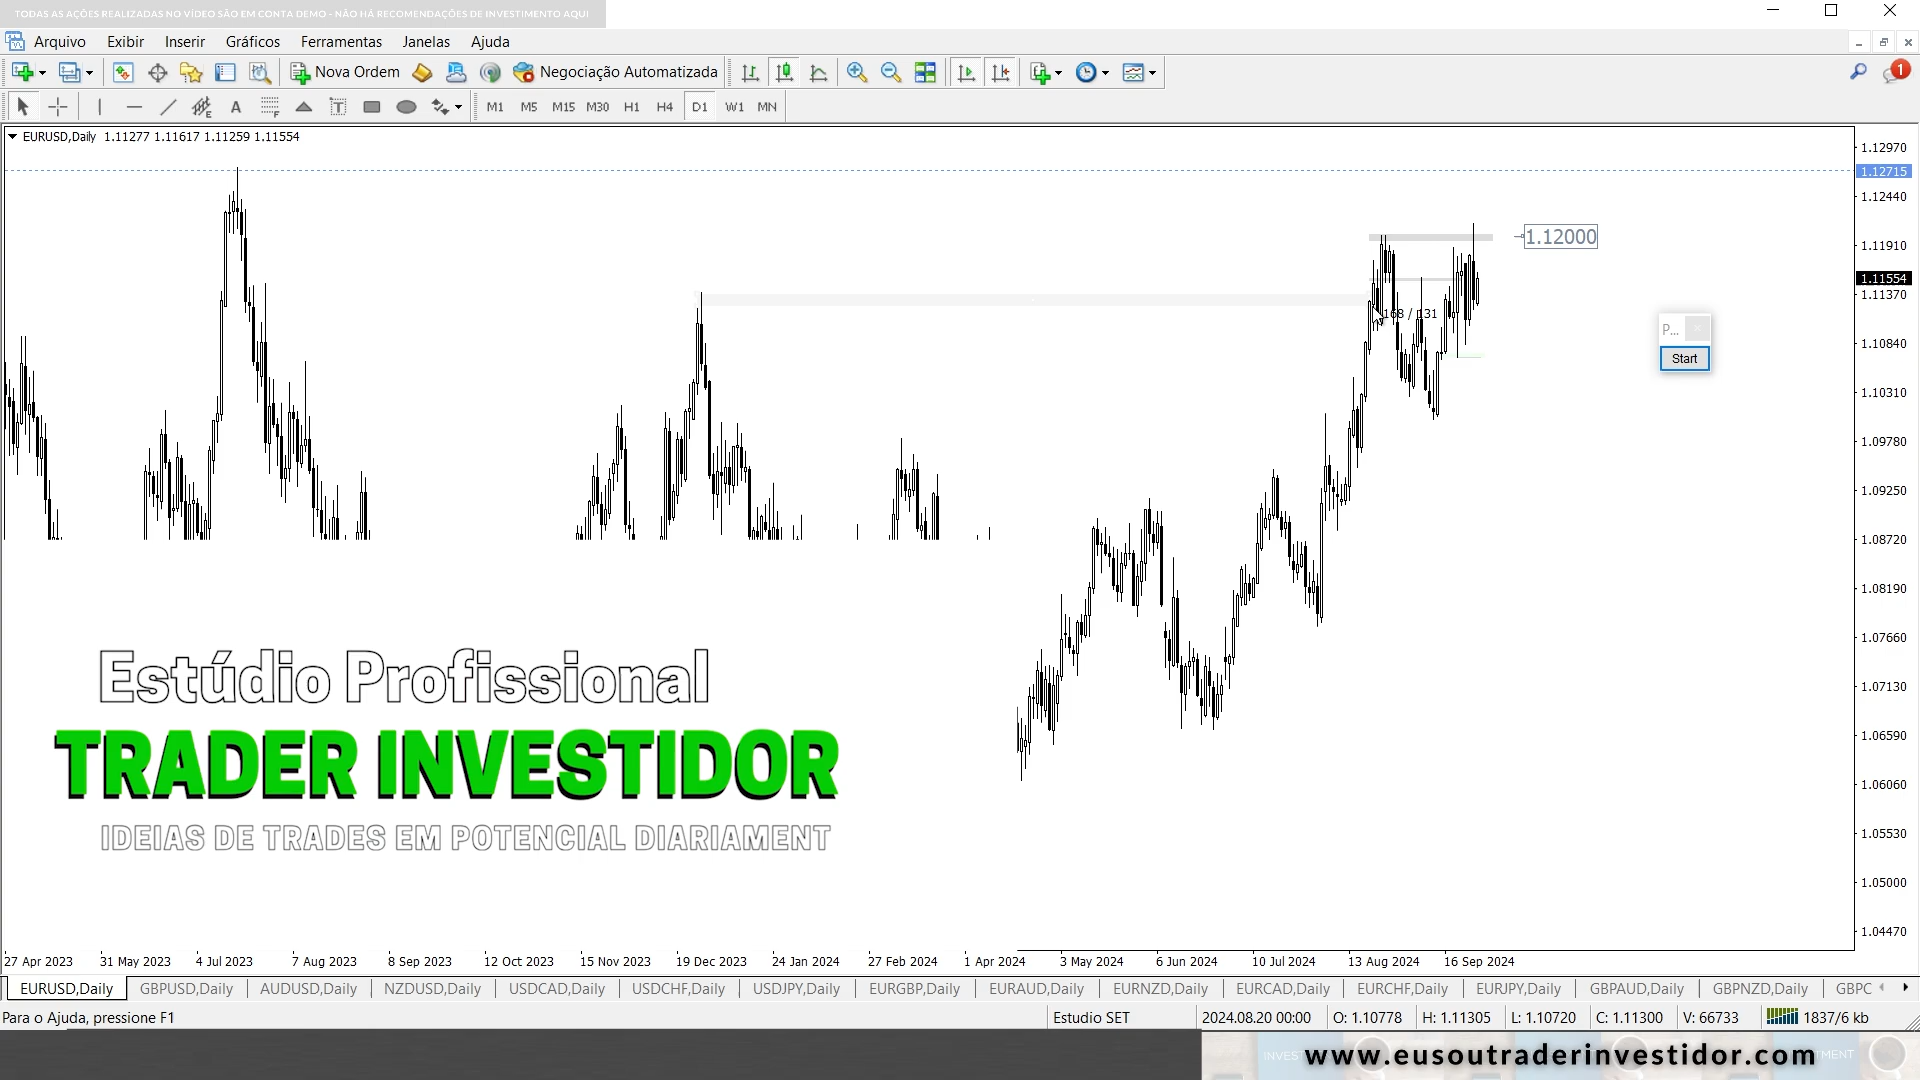 TODAS AS AÇÕES REALIZADAS NO VÍDEO SÃO EM CONTA DEMO - NÃO HÁ RECOMENDAÇÕES DE INVESTIMENTO AQUI
Arquivo Exibir Inserir Gráficos Ferramentas Janelas Ajuda
Nova Ordem Negociação Automatizada 1
A M1 M5 M15 M30 H1 H4 D1 W1 MN
EURUSD,Daily 1.11277 1.11617 1.11259 1.11554
1.12970
1.12715
1.12440
1.12000
1.11910
1.11554
1.11370
168 / 131
P...
1.10840
Start
1.10310
1.09780
1.09250
1.08720
1.08190
1.07660
1.07130
1.06590
1.06060
1.05530
1.05000
1.04470
Estúdio Profissional
TRADER INVESTIDOR
IDEIAS DE TRADES EM POTENCIAL DIARIAMENT
27 Apr 2023 31 May 2023 4 Jul 2023 7 Aug 2023 8 Sep 2023 12 Oct 2023 15 Nov 2023 19 Dec 2023 24 Jan 2024 27 Feb 2024 1 Apr 2024 3 May 2024 6 Jun 2024 10 Jul 2024 13 Aug 2024 16 Sep 2024
EURUSD,Daily GBPUSD,Daily AUDUSD,Daily NZDUSD,Daily USDCAD,Daily USDCHF,Daily USDJPY,Daily EURGBP,Daily EURAUD,Daily EURNZD,Daily EURCAD,Daily EURCHF,Daily EURJPY,Daily GBPAUD,Daily GBPNZD,Daily GBPC
Para o Ajuda, pressione F1 Estudio SET 2024.08.20 00:00 O: 1.10778 H: 1.11305 L: 1.10720 C: 1.11300 V: 66733 1837/6 kb
www.eusoutraderinvestidor.com